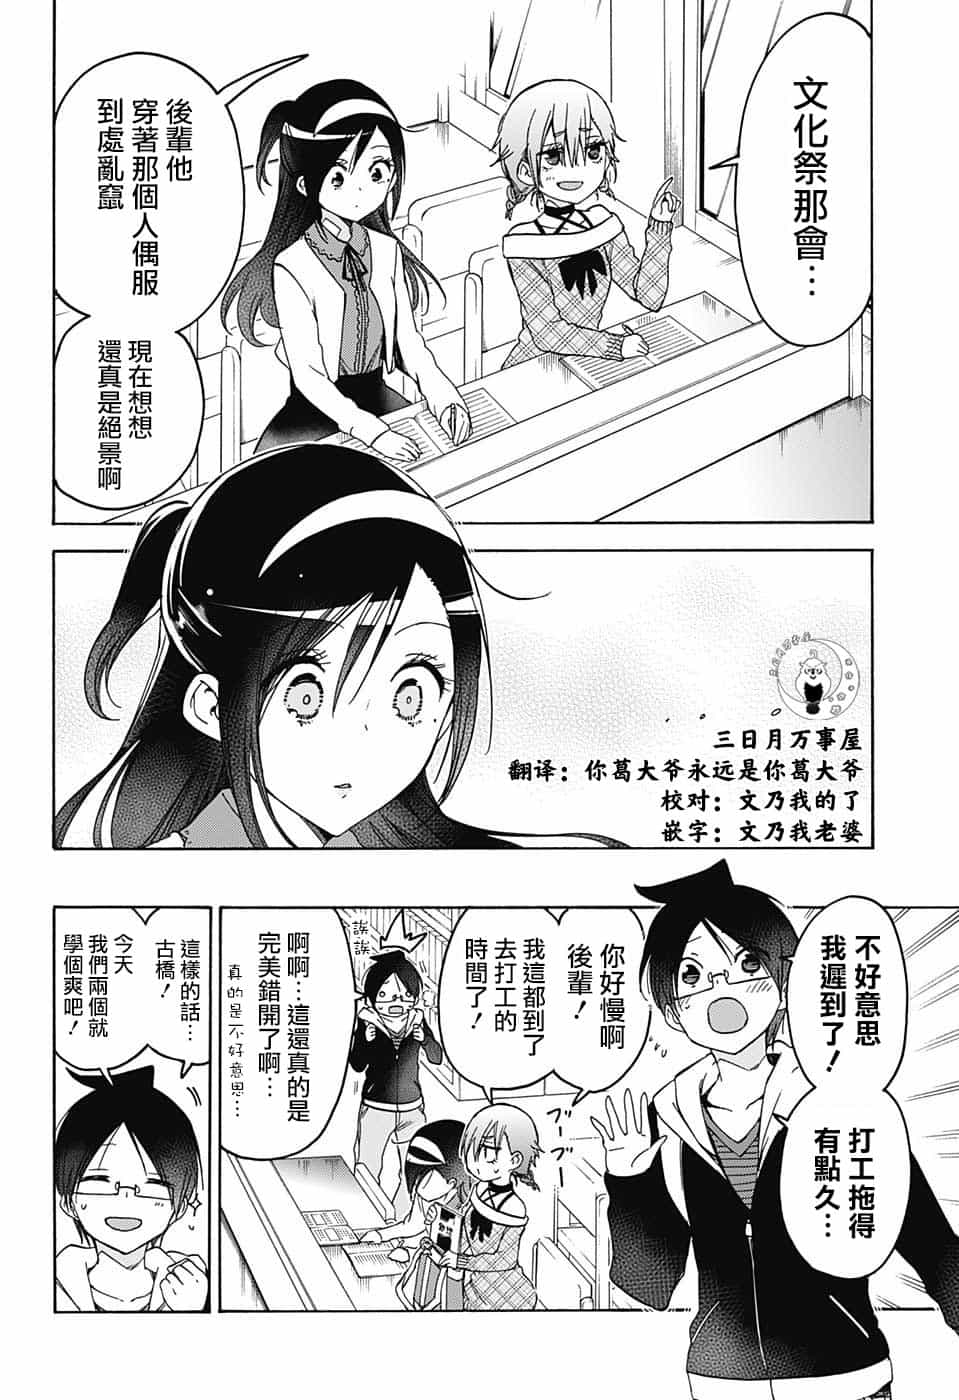 文化祭那會…
後輩他
穿著那個人偶服
到處亂竄
現在想想
還真是絕景啊
三日月万事屋
翻译：你葛大爷永远是你葛大爷
校对：文乃我的了
嵌字：文乃我老婆
不好意思
我遲到了！
打工拖得
有點久…
你好慢啊
後輩！
我這都到了
去打工的
時間了！
ブーブー
誒誒
啊啊…這還真的是
完美錯開了啊…
真的是不好意思…
這樣的話…
古橋！
今天
我們兩個就
學個爽吧！